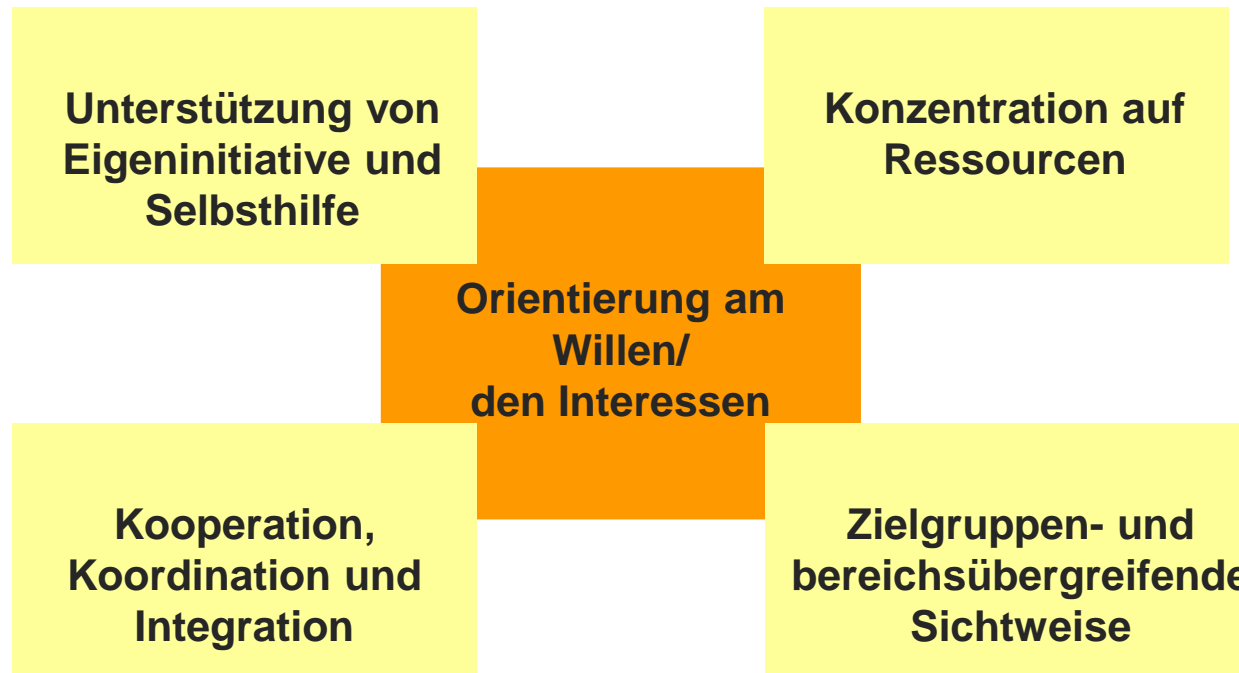 Unterstützung von
Eigeninitiative und
Selbsthilfe
Konzentration auf
Ressourcen
Orientierung am
Willen/
den Interessen
Kooperation,
Koordination und
Integration
Zielgruppen- und
bereichsübergreifende
Sichtweise